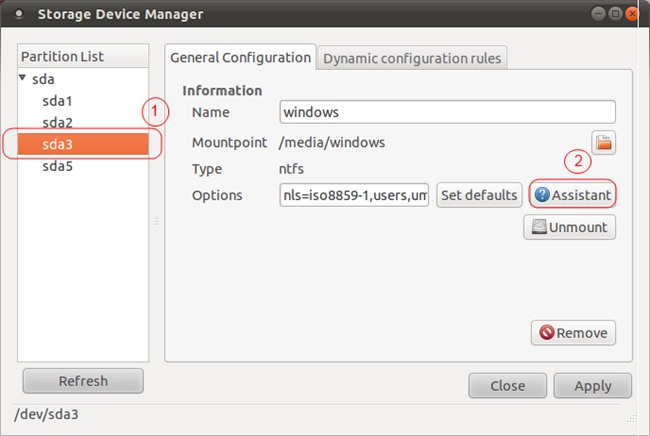 Storage Device Manager
Partition List
sda
sda1
sda2
sda3
sda5
1
General Configuration
Dynamic configuration rules
Information
Name windows
Mountpoint /media/windows
2
Type ntfs
Options nls=iso8859-1,users,um Set defaults ? Assistant
Unmount
Remove
Refresh
Close
Apply
/dev/sda3